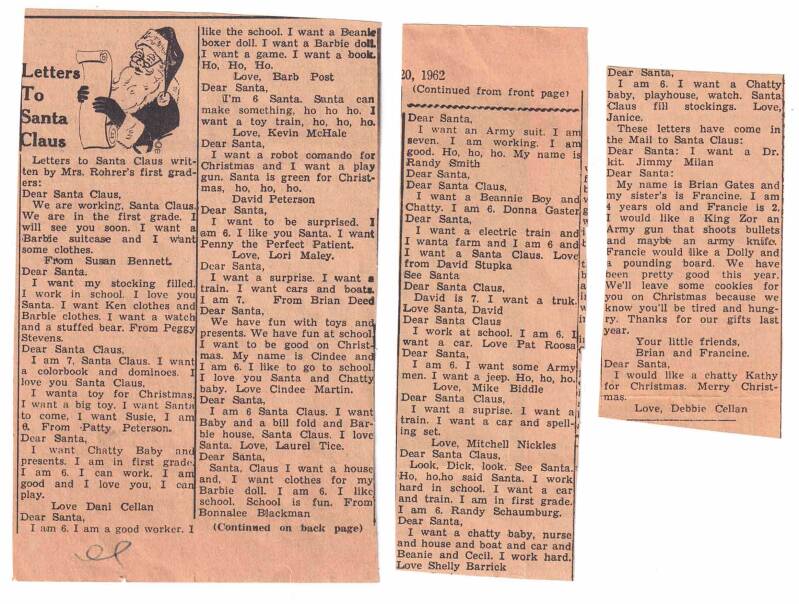 Letters
To
Santa
Claus
Letters to Santa Claus writ-
ten by Mrs. Rohrer's first grad-
ers:
Dear Santa Claus,
We are working, Santa Claus.
We are in the first grade. I
will see you soon. I want a
Barbie suitcase and I want
some clothes.
From Susan Bennett.
Dear Santa.
I want my stocking filled.
I work in school. I love you
Santa. I want Ken clothes and
Barbie clothes. I want a watch
and a stuffed bear. From Peggy
Stevens.
Dear Santa Claus,
I am 7, Santa Claus. I want
a colorbook and dominoes. I
love you Santa Claus,
I wanta toy for Christmas.
I want a big toy. I want Santa
to come, I want Susie, I am
6. From Patty Peterson.
Dear Santa,
I want Chatty Baby and
presents. I am in first grade.
I am 6. I can work. I am
good and I love you, I can
play.
Love Dani Cellan
Dear Santa,
I am 6. I am a good worker. I
like the school. I want a Beanie
boxer doll. I want a Barbie doll.
I want a game. I want a book.
Ho, Ho, Ho.
Love, Barb Post
Dear Santa,
I'm 6 Santa. Santa can
make something, ho ho ho. I
want a toy train, ho, ho, ho.
Love, Kevin McHale
Dear Santa,
I want a robot comando for
Christmas and I want a play
gun. Santa is green for Christ-
mas, ho, ho, ho.
David Peterson
Dear Santa,
I want to be surprised. I
am 6. I like you Santa. I want
Penny the Perfect Patient.
Love, Lori Maley.
Dear Santa,
I want a surprise. I want a
train. I want cars and boats.
I am 7. From Brian Deed
Dear Santa,
We have fun with toys and
presents. We have fun at school.
I want to be good on Christ-
mas. My name is Cindee and
I am 6. I like to go to school.
I love you Santa and Chatty
baby. Love Cindee Martin.
Dear Santa,
I am 6 Santa Claus. I want
Baby and a bill fold and Bar-
bie house, Santa Claus. I love
Santa. Love, Laurel Tice.
Dear Santa,
Santa, Claus I want a house
and, I want clothes for my
Barbie doll. I am 6. I like
school. School is fun. From
Bonnalee Blackman
(Continued on back page)
20, 1962
(Continued from front page)
Dear Santa,
I want an Army suit. I am
seven. I am working. I am
good. Ho, ho, ho. My name is
Randy Smith
Dear Santa,
Dear Santa Claus,
I want a Beannie Boy and
Chatty. I am 6. Donna Gaster
Dear Santa,
I want a electric train and
I wanta farm and I am 6 and
I want a Santa Claus. Love
from David Stupka
See Santa
Dear Santa Claus,
David is 7. I want a truk.
Love Santa, David
Dear Santa Claus
I work at school. I am 6. I
want a car. Love Pat Roosa
Dear Santa,
I am 6. I want some Army
men. I want a jeep. Ho, ho, ho.
Love, Mike Biddle
Dear Santa Claus,
I want a suprise. I want a
train. I want a car and spell-
ing set.
Love, Mitchell Nickles
Dear Santa Claus,
Look, Dick, look. See Santa.
Ho, ho,ho said Santa. I work
hard in school. I want a car
and train. I am in first grade.
I am 6. Randy Schaumburg.
Dear Santa,
I want a chatty baby, nurse
and house and boat and car and
Beanie and Cecil. I work hard.
Love Shelly Barrick
Dear Santa,
I am 6. I want a Chatty
baby, playhouse, watch. Santa
Claus fill stockings. Love,
Janice.
These letters have come in
the Mail to Santa Claus:
Dear Santa: I want a Dr.
kit. Jimmy Milan
Dear Santa:
My name is Brian Gates and
my sister's is Francine. I am
4 years old and Francie is 2.
I would like a King Zor an
Army gun that shoots bullets
and maybe an army knife.
Francie would like a Dolly and
a pounding board. We have
been pretty good this year.
We'll leave some cookies for
you on Christmas because we
know you'll be tired and hung-
ry. Thanks for our gifts last
year.
Your little friends,
Brian and Francine.
Dear Santa,
I would like a chatty Kathy
for Christmas. Merry Christ-
mas.
Love, Debbie Cellan